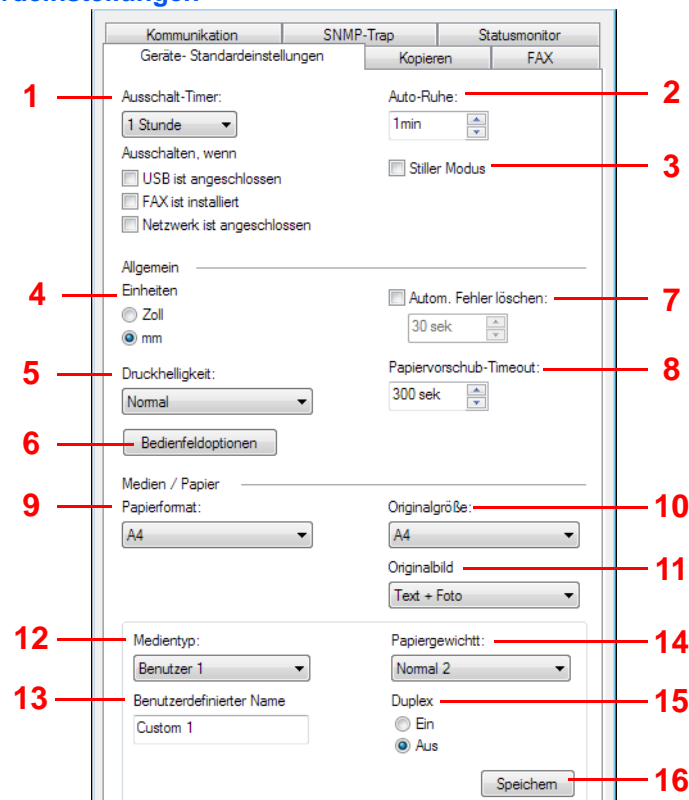 Kommunikation SNMP-Trap Statusmonitor
Geräte- Standardeinstellungen Kopieren FAX
1 Ausschalt-Timer: Auto-Ruhe: 2
1 Stunde 1min
Ausschalten, wenn
Stiller Modus 3
USB ist angeschlossen
FAX ist installiert
Netzwerk ist angeschlossen
Allgemein
4 Einheiten
Autom. Fehler löschen: 7
Zoll
30 sek
mm
5 Druckhelligkeit: Papiervorschub-Timeout: 8
Normal 300 sek
6 Bedienfeldoptionen
Medien / Papier
9 Papierformat: Originalgröße: 10
A4 A4
Originalbild 11
Text + Foto
12 Medientyp: Papiergewichtt: 14
Benutzer 1 Normal 2
13 Benutzerdefinierter Name Duplex 15
Custom 1 Ein
Aus
Speichern 16